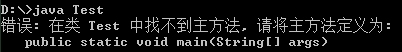 D:\>java Test
错误: 在类 Test 中找不到主方法, 请将主方法定义为:
   public static void main(String[] args)